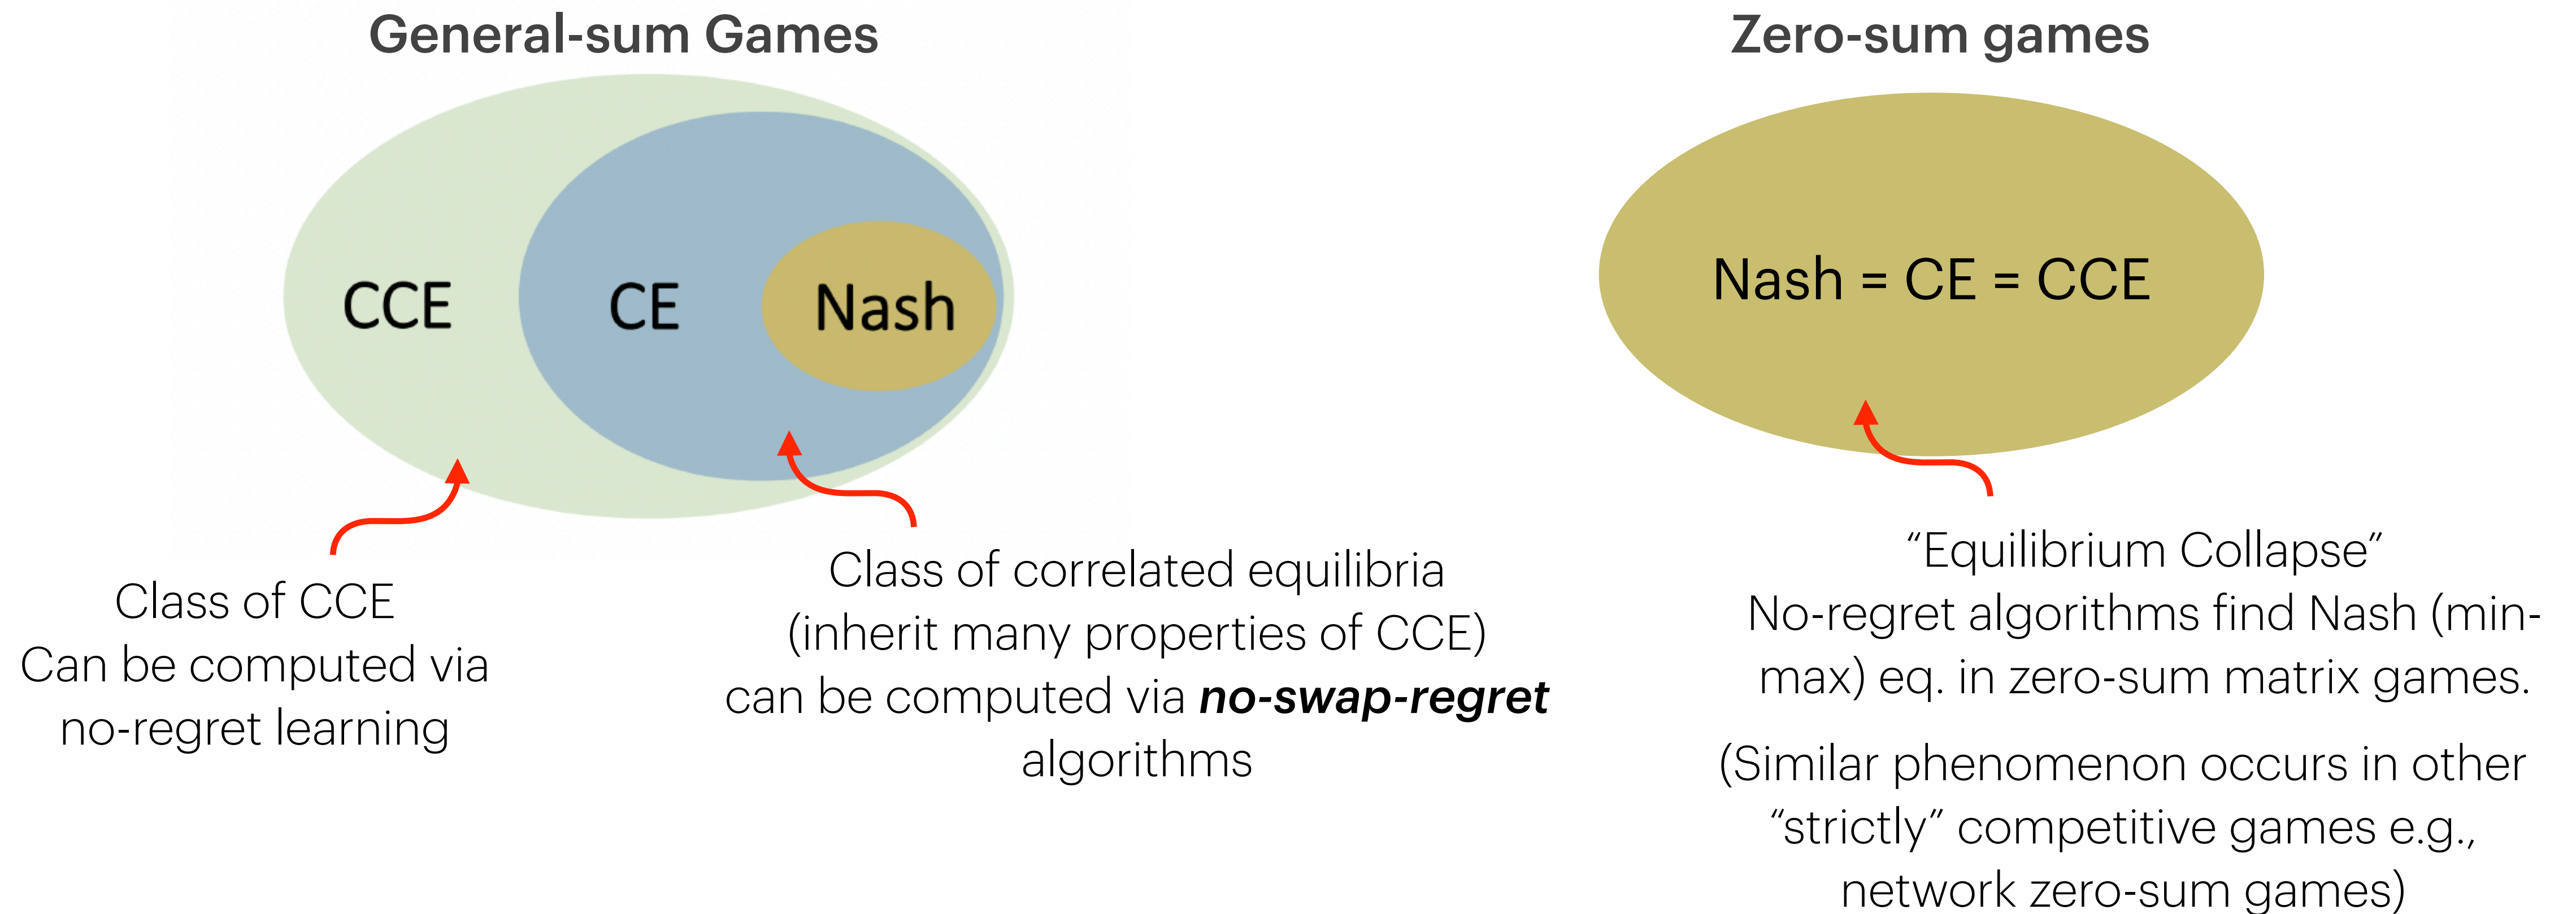 General-sum Games
CCE
CE
Nash
Class of CCE
Can be computed via
no-regret learning
Class of correlated equilibria
(inherit many properties of CCE)
can be computed via no-swap-regret
algorithms
Zero-sum games
Nash = CE = CCE
“Equilibrium Collapse”
No-regret algorithms find Nash (min-
max) eq. in zero-sum matrix games.
(Similar phenomenon occurs in other
“strictly” competitive games e.g.,
network zero-sum games)